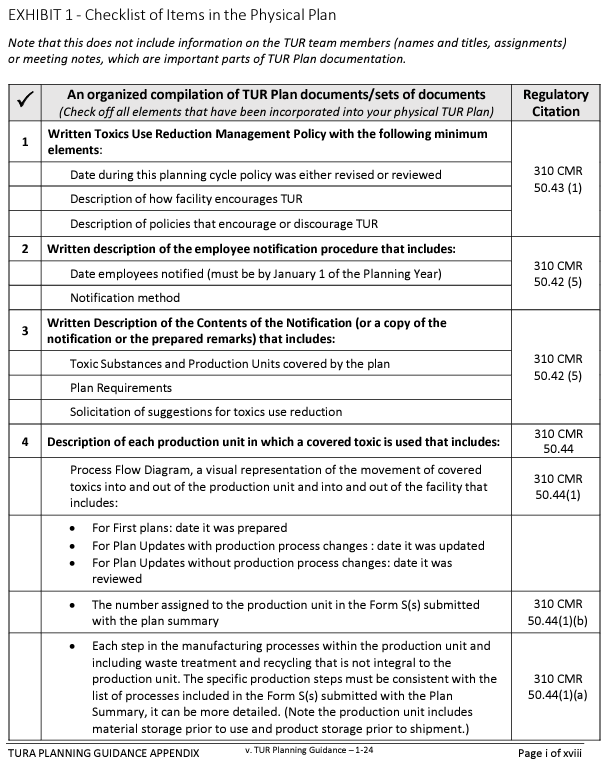 EXHIBIT 1 - Checklist of Items in the Physical Plan
Note that this does not include information on the TUR team members (names and titles, assignments)
or meeting notes, which are important parts of TUR Plan documentation.
✓
An organized compilation of TUR Plan documents/sets of documents
(Check off all elements that have been incorporated into your physical TUR Plan)
Regulatory
Citation
1
Written Toxics Use Reduction Management Policy with the following minimum
elements:
Date during this planning cycle policy was either revised or reviewed
Description of how facility encourages TUR
Description of policies that encourage or discourage TUR
310 CMR
50.43 (1)
2
Written description of the employee notification procedure that includes:
Date employees notified (must be by January 1 of the Planning Year)
Notification method
310 CMR
50.42 (5)
3
Written Description of the Contents of the Notification (or a copy of the
notification or the prepared remarks) that includes:
Toxic Substances and Production Units covered by the plan
Plan Requirements
Solicitation of suggestions for toxics use reduction
310 CMR
50.42 (5)
4
Description of each production unit in which a covered toxic is used that includes:
310 CMR
50.44
Process Flow Diagram, a visual representation of the movement of covered
toxics into and out of the production unit and into and out of the facility that
includes:
310 CMR
50.44(1)
• For First plans: date it was prepared
• For Plan Updates with production process changes : date it was updated
• For Plan Updates without production process changes: date it was
reviewed
• The number assigned to the production unit in the Form S(s) submitted
with the plan summary
310 CMR
50.44(1)(b)
• Each step in the manufacturing processes within the production unit and
including waste treatment and recycling that is not integral to the
production unit. The specific production steps must be consistent with the
list of processes included in the Form S(s) submitted with the Plan
Summary, it can be more detailed. (Note the production unit includes
material storage prior to use and product storage prior to shipment.)
310 CMR
50.44(1)(a)
TURA PLANNING GUIDANCE APPENDIX
v. TUR Planning Guidance – 1-24
Page i of xviii